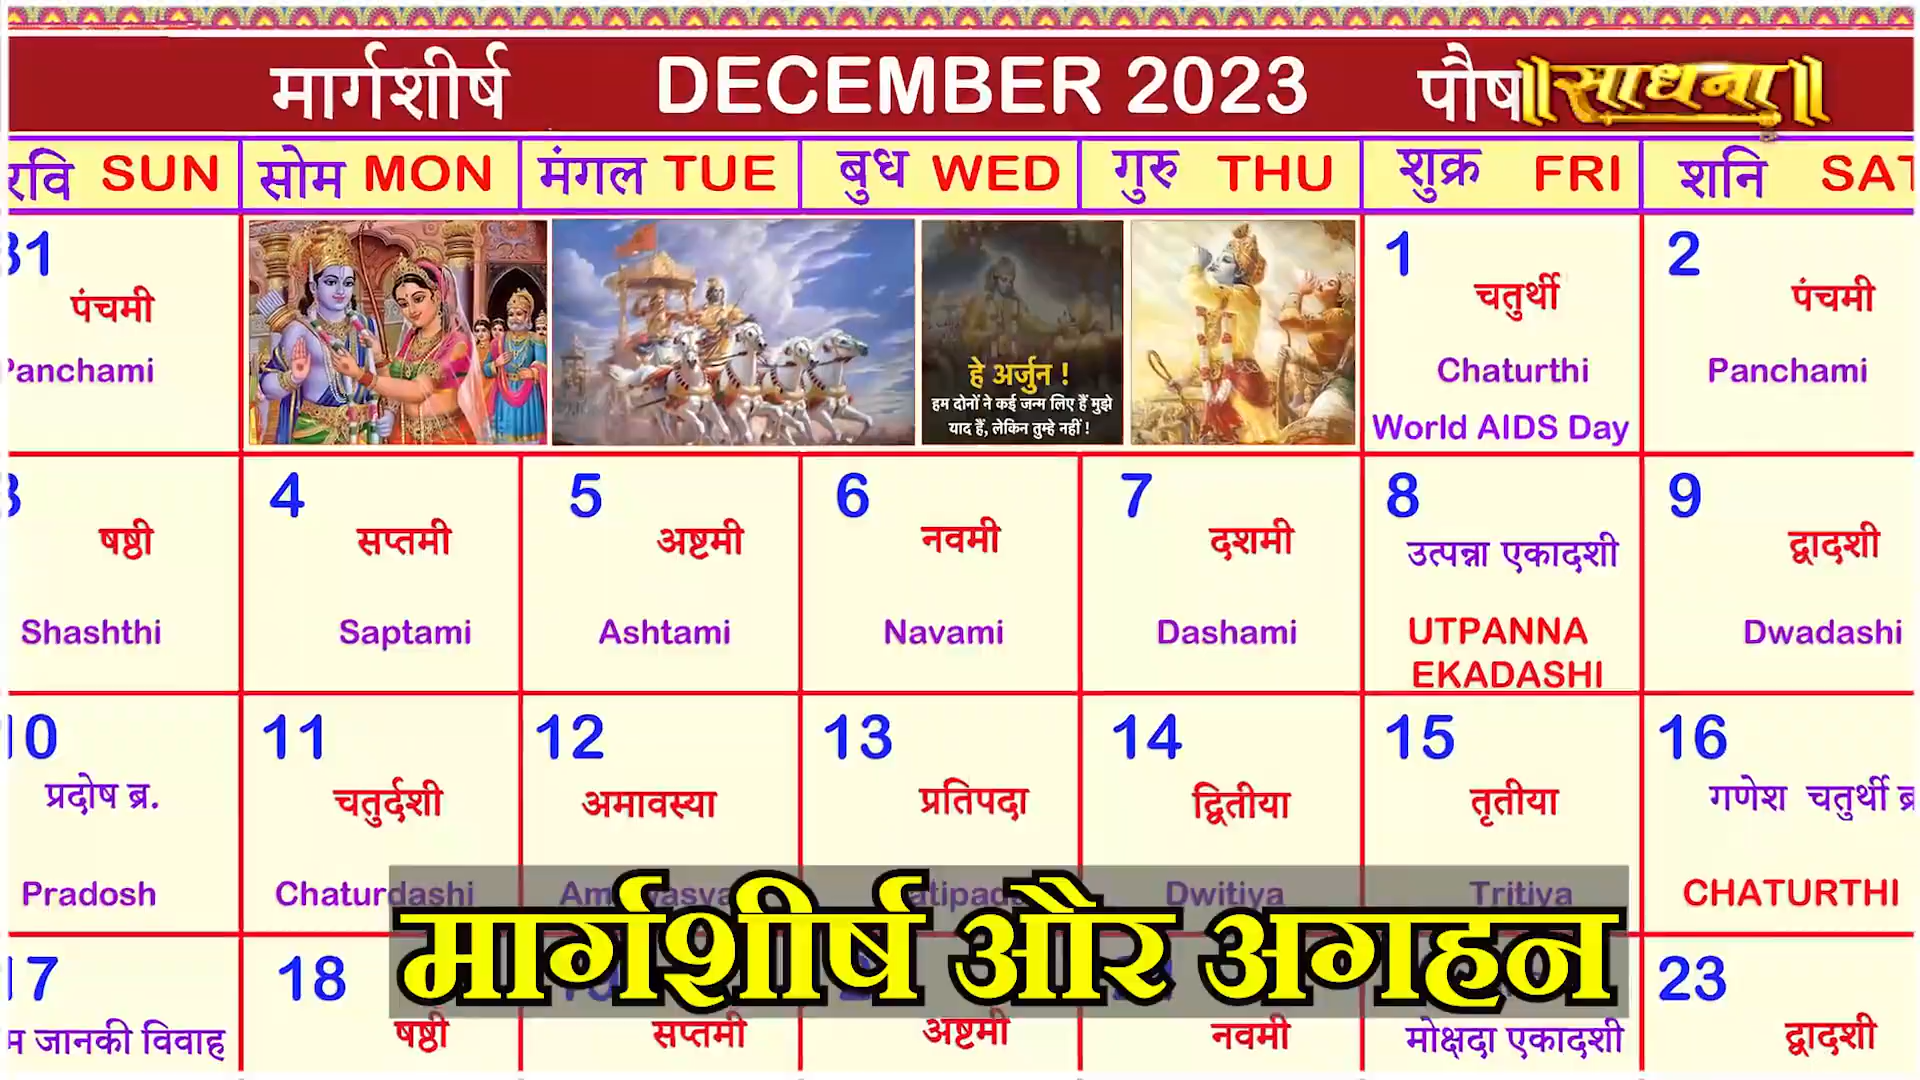 मार्गशीर्ष DECEMBER 2023 पौष ॥साधना॥
रवि SUN सोम MON मंगल TUE बुध WED गुरु THU शुक्र FRI शनि SAT
31 1 2
पंचमी चतुर्थी पंचमी
Panchami Chaturthi Panchami
World AIDS Day
हे अर्जुन !
हम दोनों ने कई जन्म लिए हैं मुझे
याद हैं, लेकिन तुम्हे नहीं !
3 4 5 6 7 8 9
षष्ठी सप्तमी अष्टमी नवमी दशमी उत्पन्ना एकादशी द्वादशी
Shashthi Saptami Ashtami Navami Dashami UTPANNA Dwadashi
EKADASHI
10 11 12 13 14 15 16
प्रदोष ब्र. चतुर्दशी अमावस्या प्रतिपदा द्वितीया तृतीया गणेश चतुर्थी ब्र
Pradosh Chaturdashi Dwitiya Tritiya CHATURTHI
मार्गशीर्ष और अगहन
17 18 23
जानकी विवाह षष्ठी सप्तमी अष्टमी नवमी मोक्षदा एकादशी द्वादशी